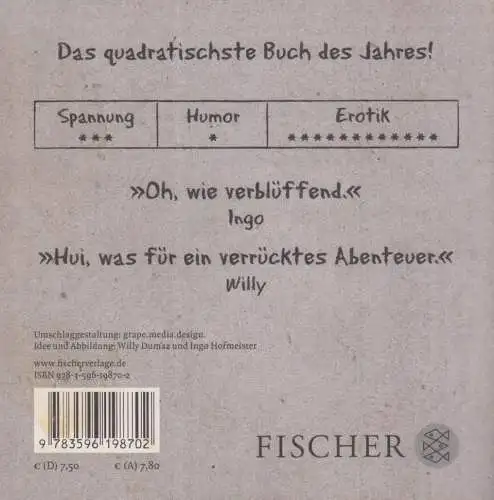 Das quadratischste Buch des Jahres!
Spannung Humor Erotik
*** * ************
»Oh, wie verblüffend.«
Ingo
»Hui, was für ein verrücktes Abenteuer.«
Willy
Umschlaggestaltung: grape.media.design.
Idee und Abbildung: Willy Dumaz und Ingo Hofmeister
www.fischerverlage.de
ISBN 978-3-596-19870-2
9 783596 198702
€ (D) 7,50 € (A) 7,80
FISCHER